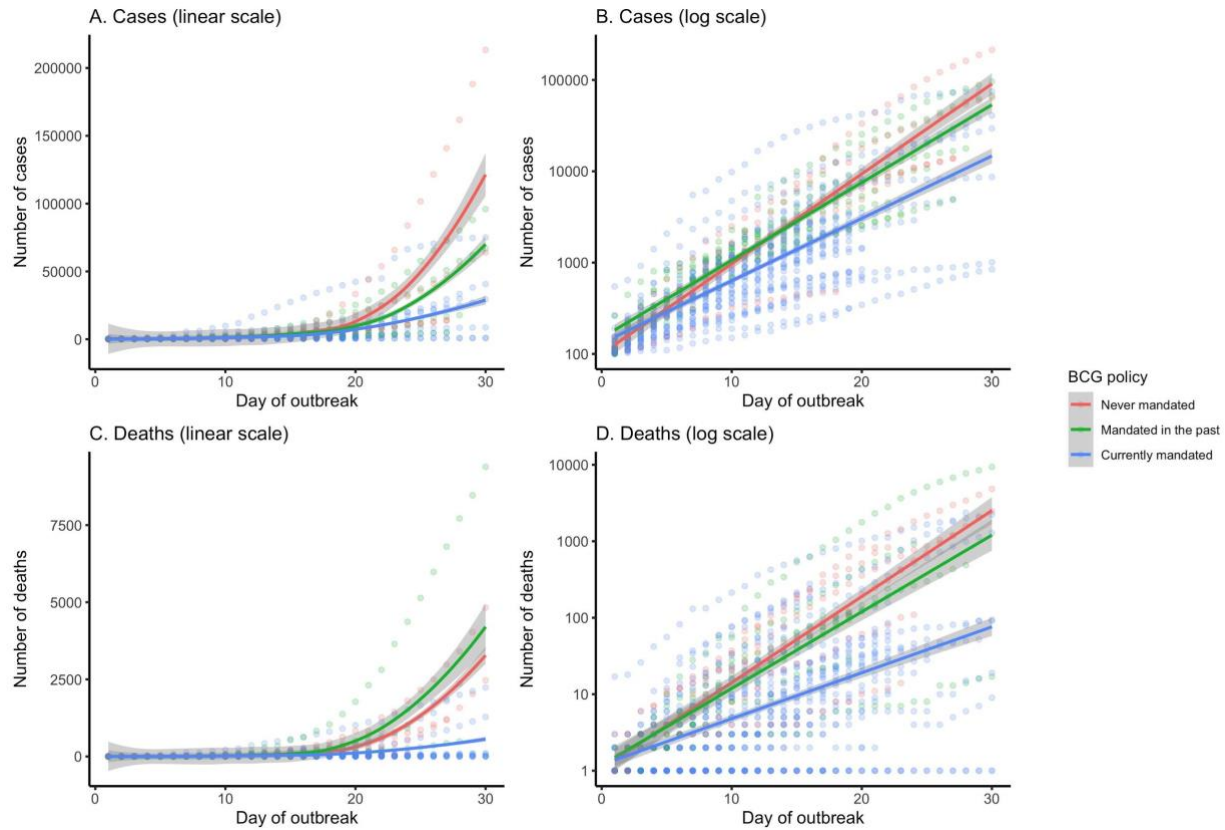 A. Cases (linear scale)
200000
150000
100000
50000
0
Number of cases
0 10 20 30
Day of outbreak
B. Cases (log scale)
100000
10000
1000
100
Number of cases
0 10 20 30
Day of outbreak
C. Deaths (linear scale)
7500
5000
2500
0
Number of deaths
0 10 20 30
Day of outbreak
D. Deaths (log scale)
10000
1000
100
10
1
Number of deaths
0 10 20 30
Day of outbreak
BCG policy
Never mandated
Mandated in the past
Currently mandated